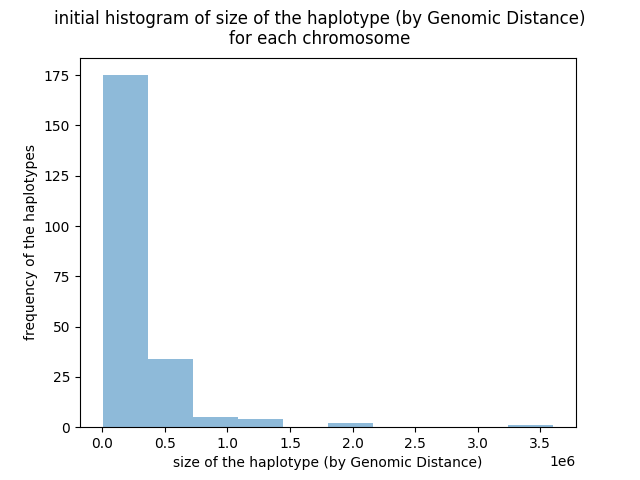 initial histogram of size of the haplotype (by Genomic Distance)
for each chromosome
frequency of the haplotypes
175
150
125
100
75
50
25
0
0.0 0.5 1.0 1.5 2.0 2.5 3.0 3.5
1e6
size of the haplotype (by Genomic Distance)